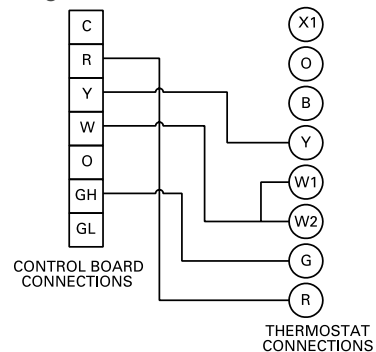 C
R
Y
W
O
GH
GL
CONTROL BOARD
CONNECTIONS
X1
O
B
Y
W1
W2
G
R
THERMOSTAT
CONNECTIONS